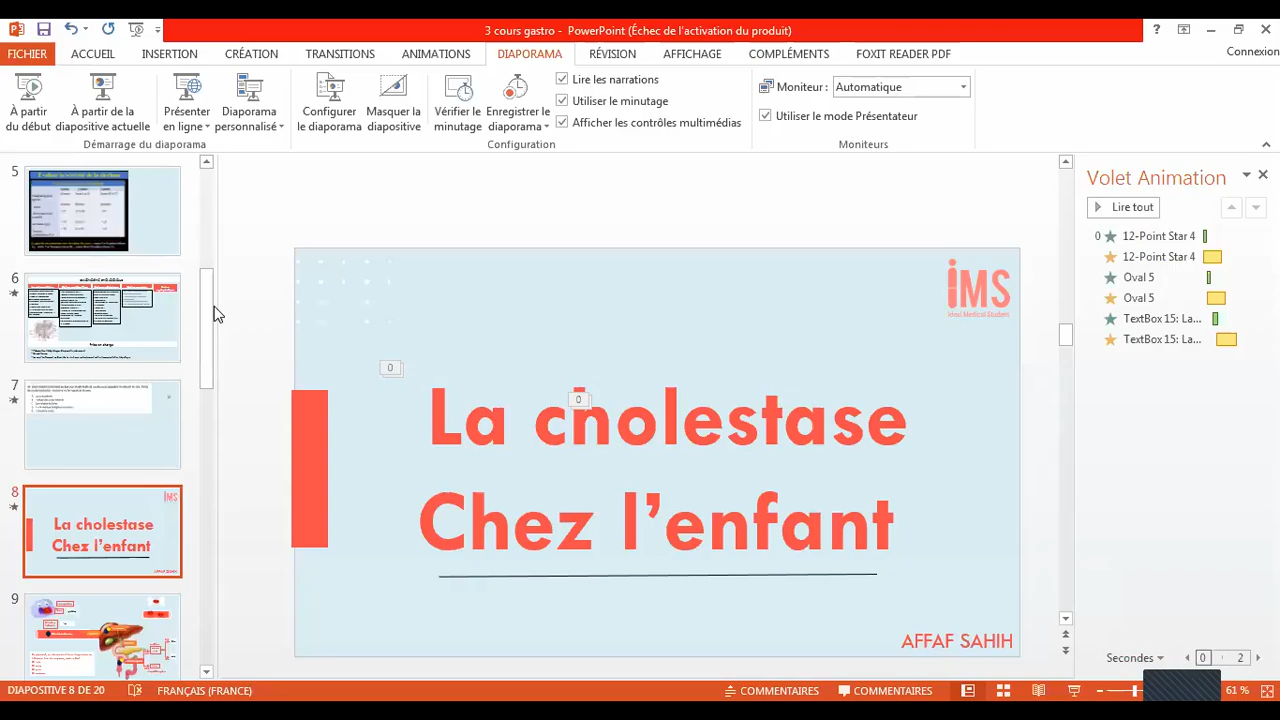 3 cours gastro - PowerPoint (Échec de l'activation du produit)
FICHIER ACCUEIL INSERTION CRÉATION TRANSITIONS ANIMATIONS DIAPORAMA RÉVISION AFFICHAGE COMPLÉMENTS FOXIT READER PDF Connexion
À partir du début
À partir de la diapositive actuelle
Présenter en ligne
Diaporama personnalisé
Démarrage du diaporama
Configurer le diaporama
Masquer la diapositive
Vérifier le minutage
Enregistrer le diaporama
Lire les narrations
Utiliser le minutage
Afficher les contrôles multimédias
Configuration
Moniteur : Automatique
Utiliser le mode Présentateur
Moniteurs
5
6
7
8
iMS
La cholestase
Chez l'enfant
AFFAF SAHIH
9
iMS
Ideal Medical Student
0
0
La cholestase
Chez l'enfant
AFFAF SAHIH
Volet Animation
Lire tout
0 12-Point Star 4
12-Point Star 4
Oval 5
Oval 5
TextBox 15: La...
TextBox 15: La...
Secondes 0 2
DIAPOSITIVE 8 DE 20 FRANÇAIS (FRANCE) COMMENTAIRES COMMENTAIRES 61 %